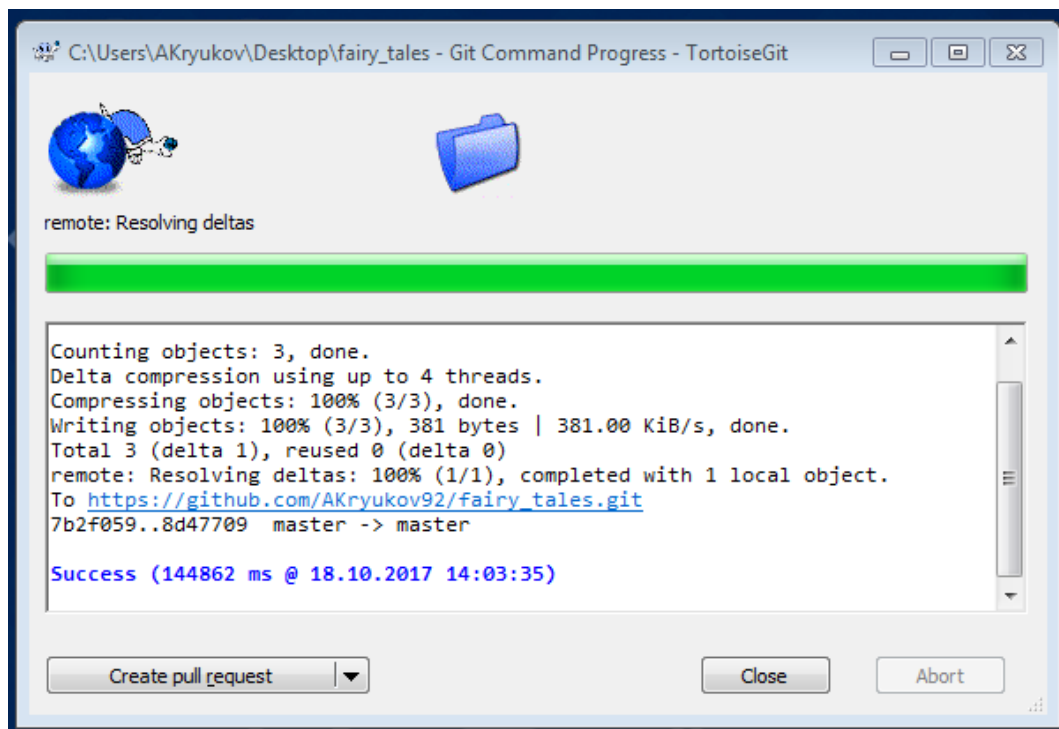 C:\Users\AKryukov\Desktop\fairy_tales - Git Command Progress - TortoiseGit
remote: Resolving deltas
Counting objects: 3, done.
Delta compression using up to 4 threads.
Compressing objects: 100% (3/3), done.
Writing objects: 100% (3/3), 381 bytes | 381.00 KiB/s, done.
Total 3 (delta 1), reused 0 (delta 0)
remote: Resolving deltas: 100% (1/1), completed with 1 local object.
To https://github.com/AKryukov92/fairy_tales.git
7b2f059..8d47709  master -> master
Success (144862 ms @ 18.10.2017 14:03:35)
Create pull request
Close
Abort